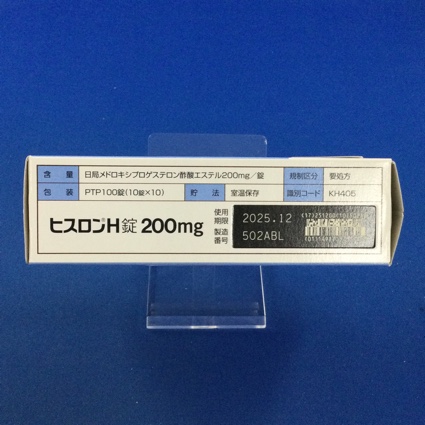 含 量 日局メドロキシプロゲステロン酢酸エステル200mg/錠 規制区分 要処方
包 装 PTP100錠(10錠×10) 貯 法 室温保存 識別コード KH405
ヒスロンH錠 200mg
使用期限 2025.12
製造番号 502ABL